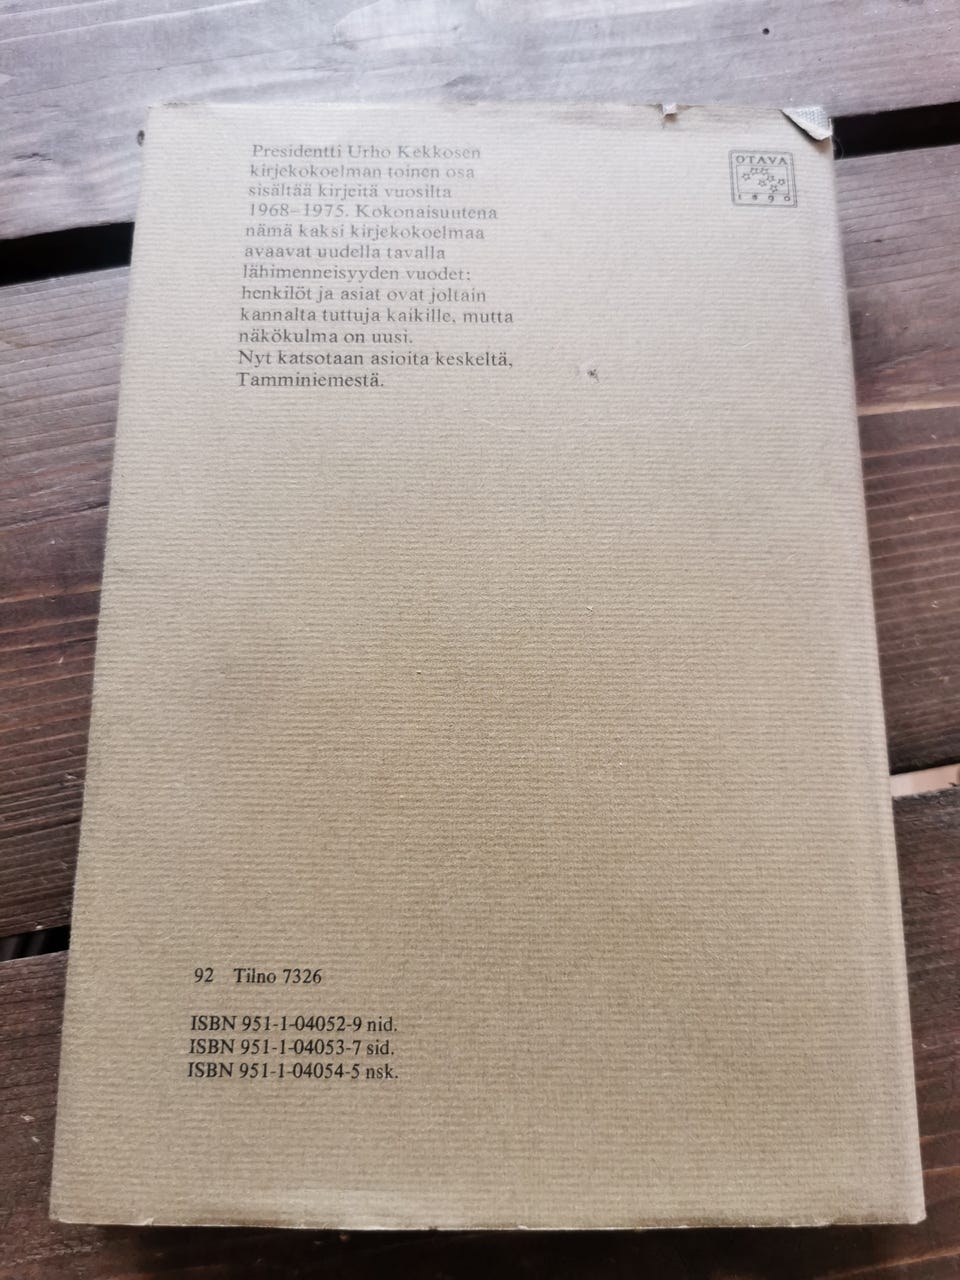 Presidentti Urho Kekkosen
kirjekokoelman toinen osa
sisältää kirjeitä vuosilta
1968–1975. Kokonaisuutena
nämä kaksi kirjekokoelmaa
avaavat uudella tavalla
lähimenneisyyden vuodet:
henkilöt ja asiat ovat joltain
kannalta tuttuja kaikille, mutta
näkökulma on uusi.
Nyt katsotaan asioita keskeltä,
Tamminiemestä.
OTAVA
1890
92 Tilno 7326
ISBN 951-1-04052-9 nid.
ISBN 951-1-04053-7 sid.
ISBN 951-1-04054-5 nsk.